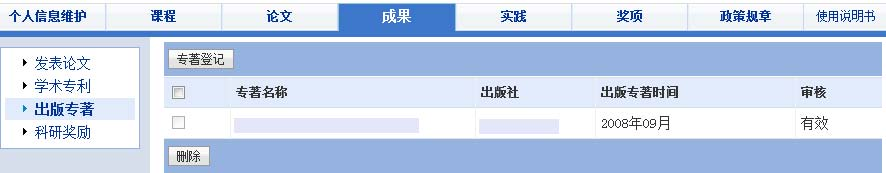 个人信息维护 课程 论文 成果 实践 奖项 政策规章 使用说明书
发表论文
学术专利
出版专著
科研奖励
专著登记
专著名称 出版社 出版专著时间 审核
2008年09月 有效
删除